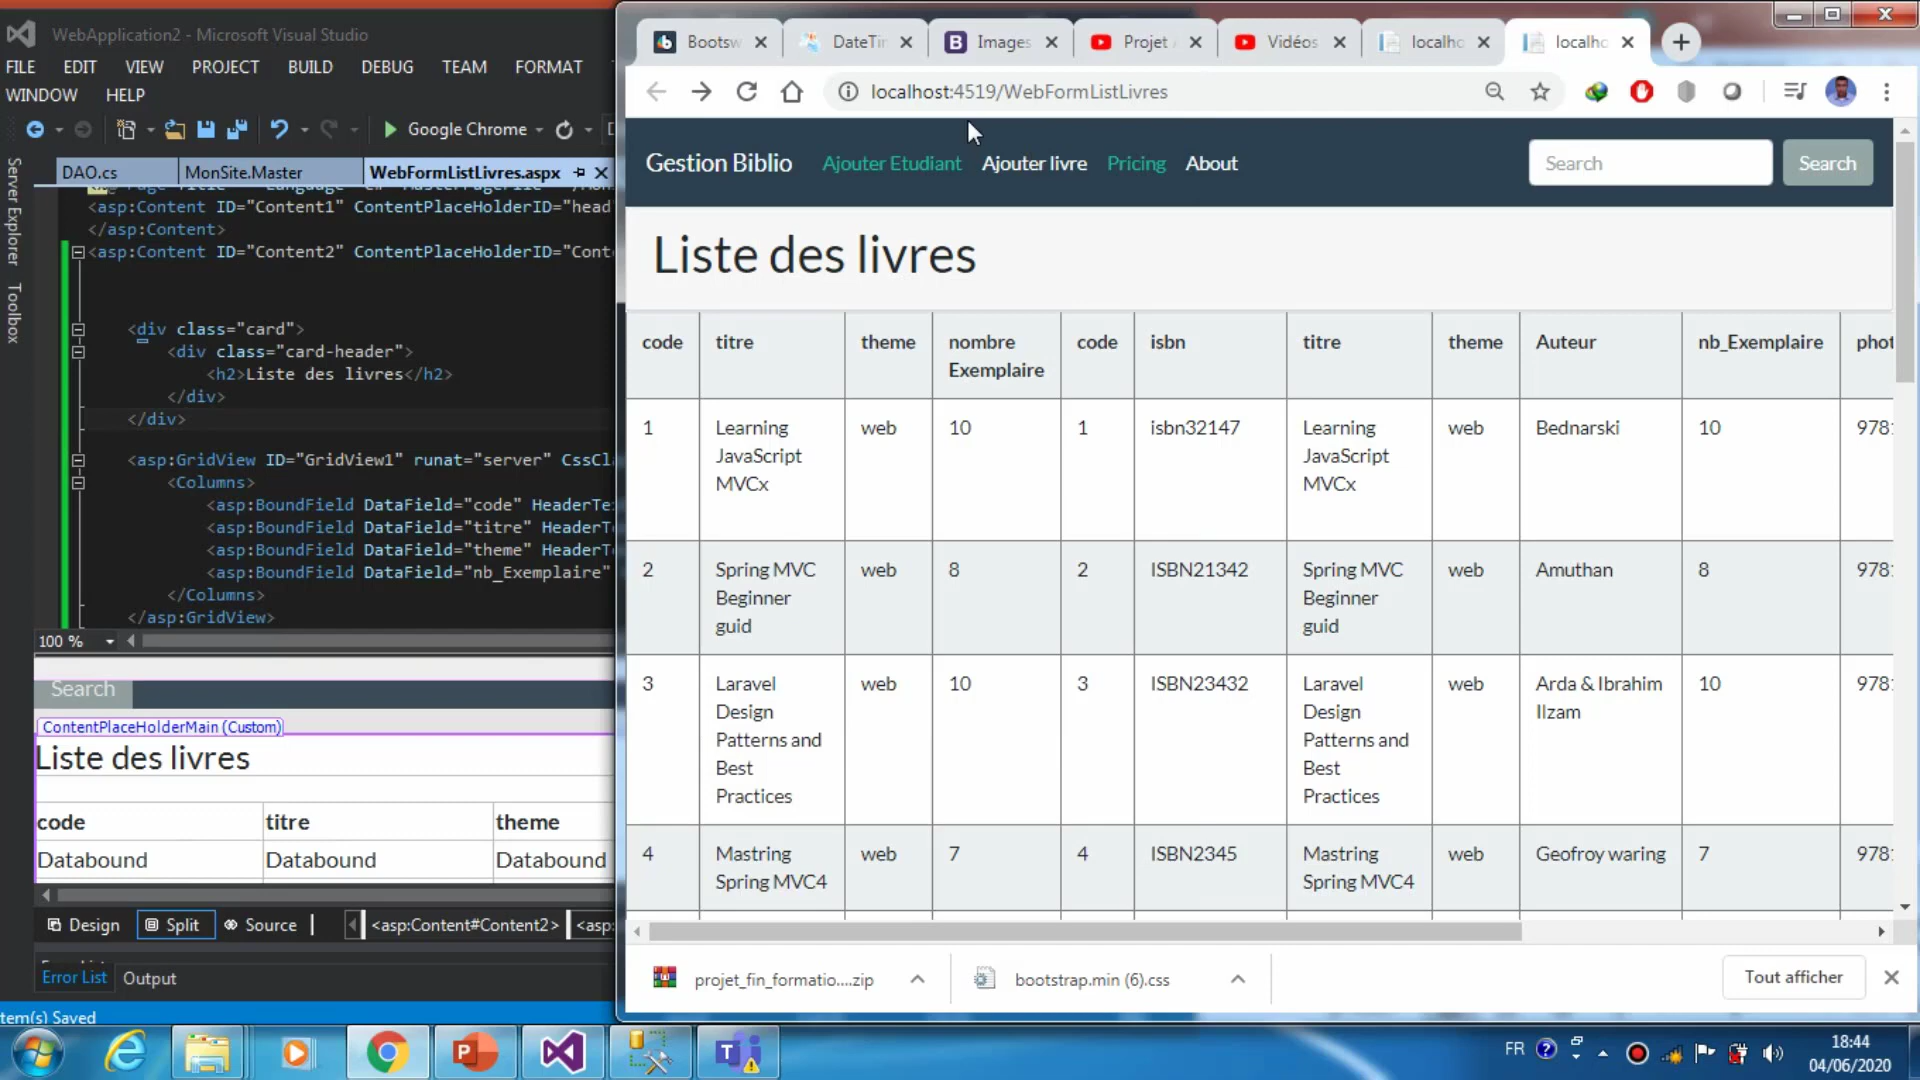 WebApplication2 - Microsoft Visual Studio
FILE EDIT VIEW PROJECT BUILD DEBUG TEAM FORMAT
WINDOW HELP
Google Chrome
DAO.cs MonSite.Master WebFormListLivres.aspx
Server Explorer
Toolbox
<asp:Content ID="Content1" ContentPlaceHolderID="head"
</asp:Content>
<asp:Content ID="Content2" ContentPlaceHolderID="Cont
<div class="card">
<div class="card-header">
<h2>Liste des livres</h2>
</div>
</div>
<asp:GridView ID="GridView1" runat="server" CssCl
<Columns>
<asp:BoundField DataField="code" HeaderTe
<asp:BoundField DataField="titre" HeaderT
<asp:BoundField DataField="theme" HeaderT
<asp:BoundField DataField="nb_Exemplaire"
</Columns>
</asp:GridView>
100 %
Search
ContentPlaceHolderMain (Custom)
Liste des livres
code titre theme
Databound Databound Databound
Design Split Source <asp:Content#Content2> <asp:
Error List Output
tem(s) Saved
Bootsw DateTin Images Projet Vidéos localho localho
localhost:4519/WebFormListLivres
Gestion Biblio Ajouter Etudiant Ajouter livre Pricing About Search Search
Liste des livres
code titre theme nombre Exemplaire code isbn titre theme Auteur nb_Exemplaire phot
1 Learning JavaScript MVCx web 10 1 isbn32147 Learning JavaScript MVCx web Bednarski 10 978
2 Spring MVC Beginner guid web 8 2 ISBN21342 Spring MVC Beginner guid web Amuthan 8 978
3 Laravel Design Patterns and Best Practices web 10 3 ISBN23432 Laravel Design Patterns and Best Practices web Arda & Ibrahim Ilzam 10 978
4 Mastring Spring MVC4 web 7 4 ISBN2345 Mastring Spring MVC4 web Geofroy waring 7 978
projet_fin_formatio....zip bootstrap.min (6).css Tout afficher
FR 18:44
04/06/2020